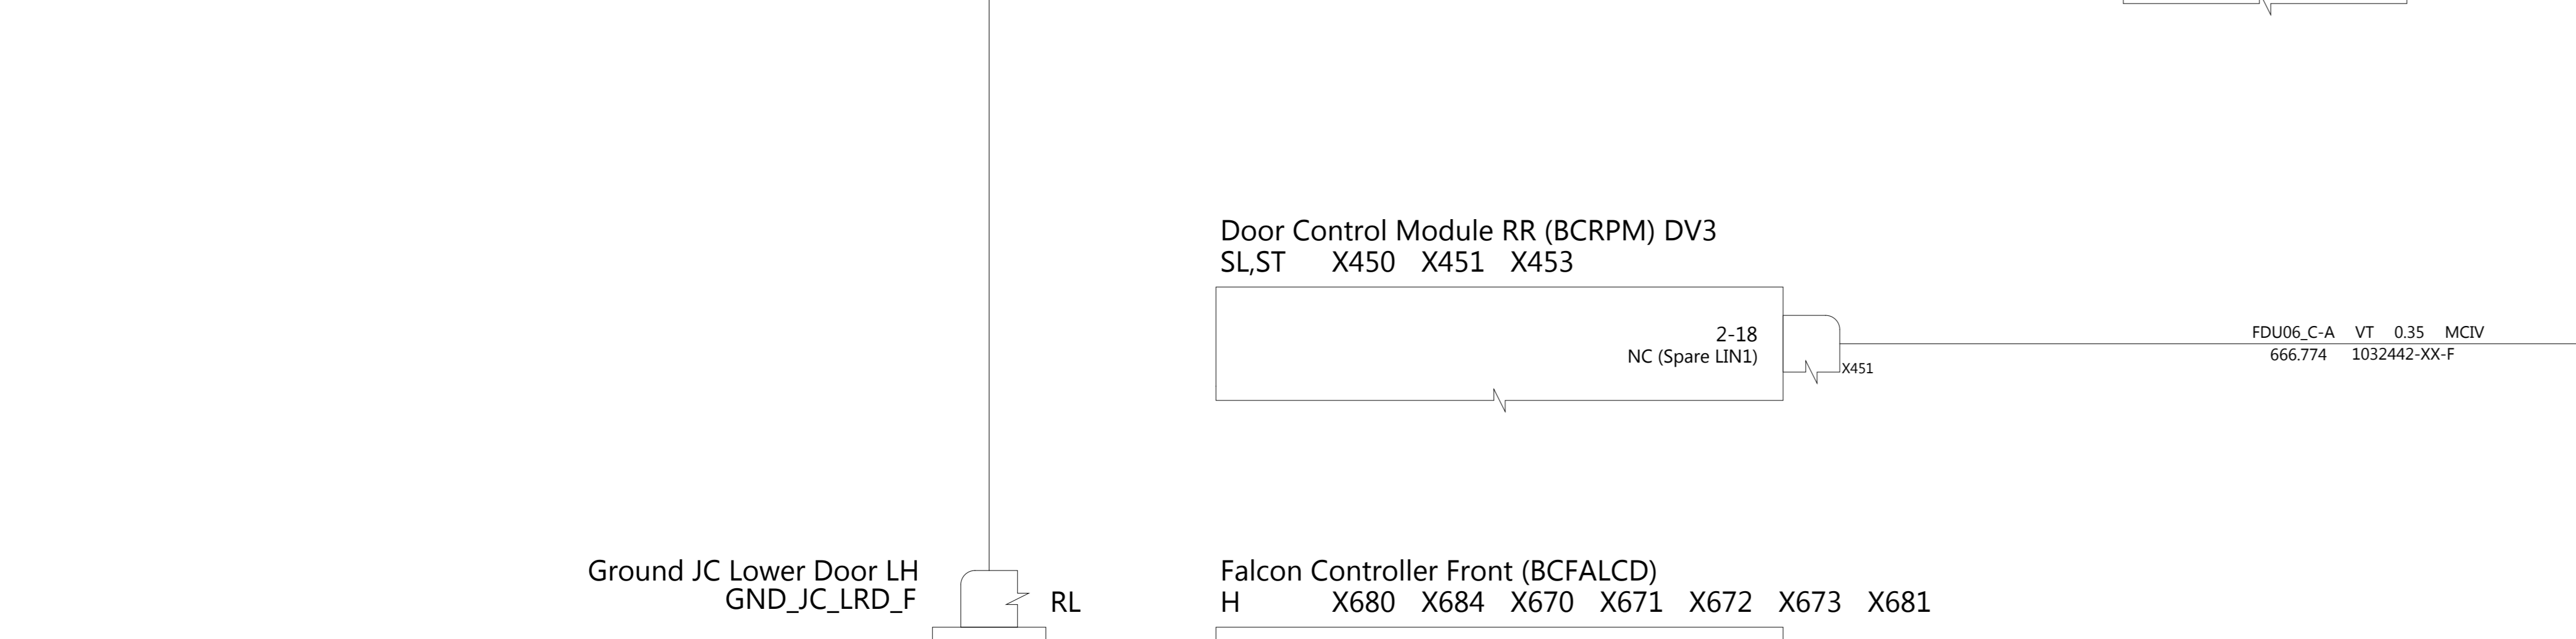 Door Control Module RR (BCRPM) DV3
SL,ST X450 X451 X453
2-18
NC (Spare LIN1)
X451
FDU06_C-A VT 0.35 MCIV
666.774 1032442-XX-F
Ground JC Lower Door LH
GND_JC_LRD_F
RL
Falcon Controller Front (BCFALCD)
H X680 X684 X670 X671 X672 X673 X681